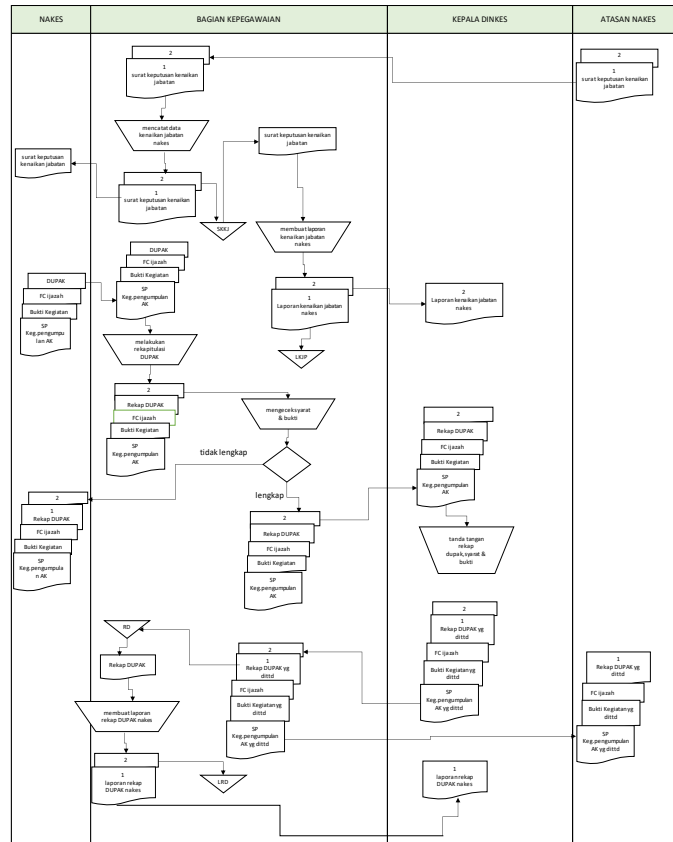 NAKES
BAGIAN KEPEGAWAIAN
KEPALA DINKES
ATASAN NAKES
2
1
surat keputusan kenaikan
jabatan
2
1
surat keputusan kenaikan
jabatan
mencatat data
kenaikan jabatan
nakes
surat keputusan kenaikan
jabatan
surat keputusan
kenaikan jabatan
2
1
surat keputusan kenaikan
jabatan
SKKJ
membuat laporan
kenaikan jabatan
nakes
DUPAK
FC ijazah
Bukti Kegiatan
SP
Keg.pengumpu
lan AK
DUPAK
FC ijazah
Bukti Kegiatan
SP
Keg.pengumpulan
AK
2
1
Laporan kenaikan jabatan
nakes
2
Laporan kenaikan jabatan
nakes
melakukan
rekapitulasi
DUPAK
LKJP
2
Rekap DUPAK
FC ijazah
Bukti Kegiatan
SP
Keg.pengumpulan
AK
mengecek syarat
& bukti
2
Rekap DUPAK
FC ijazah
Bukti Kegiatan
SP
Keg.pengumpulan
AK
tidak lengkap
lengkap
2
1
Rekap DUPAK
FC ijazah
Bukti Kegiatan
SP
Keg.pengumpula
n AK
2
Rekap DUPAK
FC ijazah
Bukti Kegiatan
SP
Keg.pengumpulan
AK
tanda tangan
rekap
dupak,syarat &
bukti
RD
Rekap DUPAK
2
1
Rekap DUPAK yg
dittd
FC ijazah
Bukti Kegiatan yg
dittd
SP
Keg.pengumpulan
AK yg dittd
2
1
Rekap DUPAK yg
dittd
FC ijazah
Bukti Kegiatan yg
dittd
SP
Keg.pengumpulan
AK yg dittd
1
Rekap DUPAK yg
dittd
FC ijazah
Bukti Kegiatan yg
dittd
SP
Keg.pengumpulan
AK yg dittd
membuat laporan
rekap DUPAK nakes
2
1
laporan rekap
DUPAK nakes
LRD
1
laporan rekap
DUPAK nakes